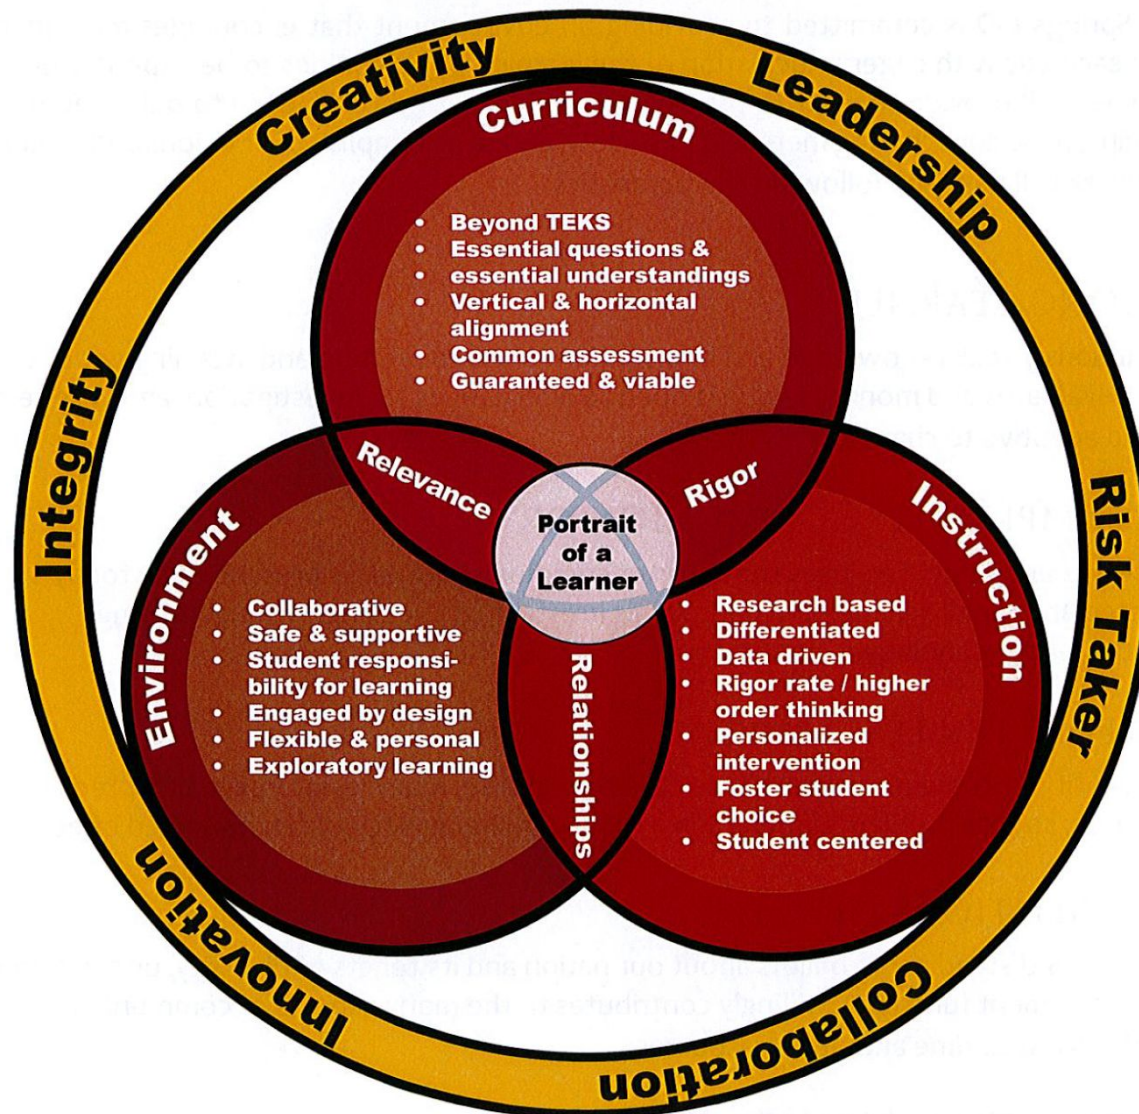 Creativity
Leadership
Integrity
Risk Taker
Innovation
Collaboration
Curriculum
• Beyond TEKS
• Essential questions &
• essential understandings
• Vertical & horizontal
alignment
• Common assessment
• Guaranteed & viable
Relevance
Rigor
Portrait
of a
Learner
Environment
• Collaborative
• Safe & supportive
• Student responsi-
bility for learning
• Engaged by design
• Flexible & personal
• Exploratory learning
Relationships
Instruction
• Research based
• Differentiated
• Data driven
• Rigor rate / higher
order thinking
• Personalized
intervention
• Foster student
choice
• Student centered